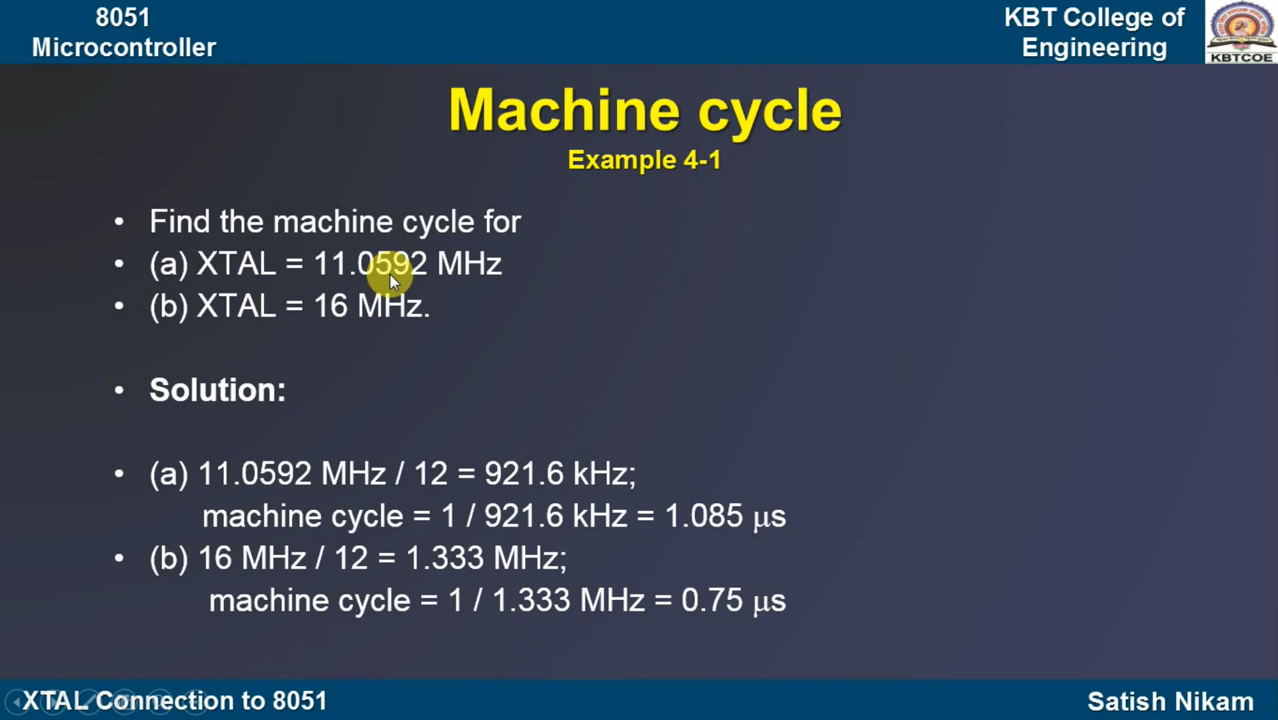 8051
Microcontroller
KBT College of
Engineering
KBTCOE
Machine cycle
Example 4-1
• Find the machine cycle for
• (a) XTAL = 11.0592 MHz
• (b) XTAL = 16 MHz.
• Solution:
• (a) 11.0592 MHz / 12 = 921.6 kHz;
machine cycle = 1 / 921.6 kHz = 1.085 μs
• (b) 16 MHz / 12 = 1.333 MHz;
machine cycle = 1 / 1.333 MHz = 0.75 μs
XTAL Connection to 8051
Satish Nikam